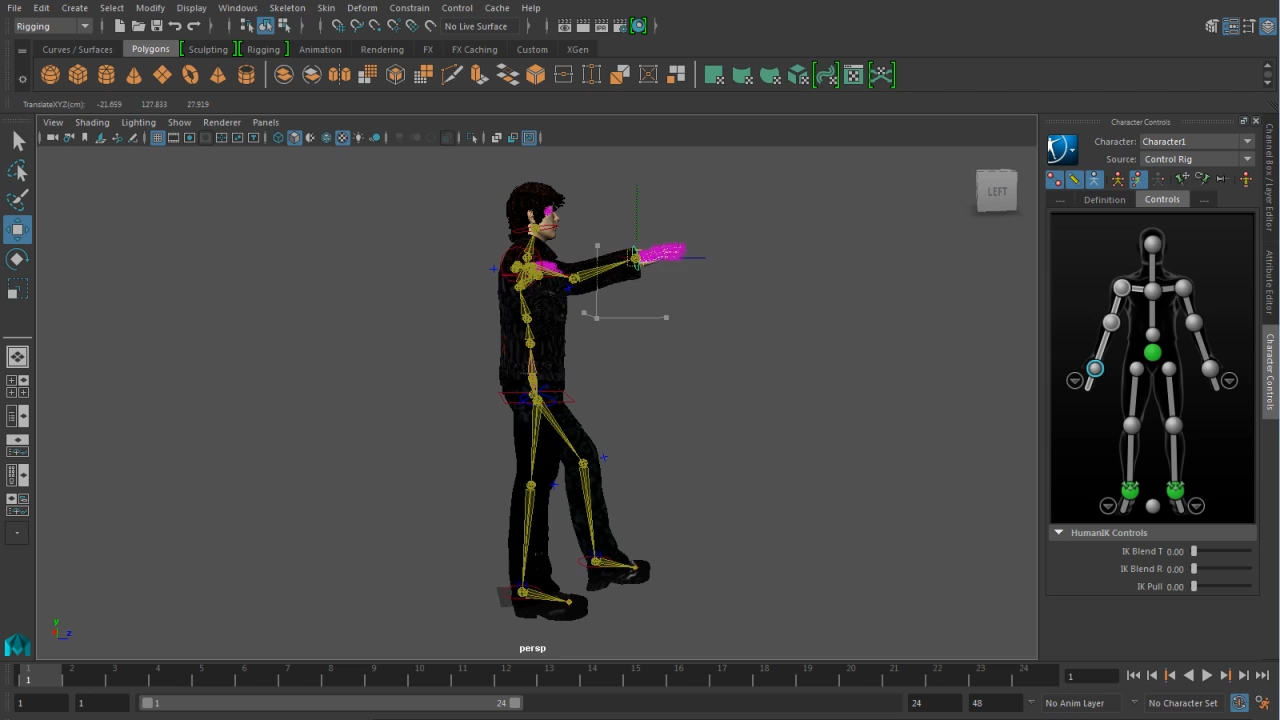 File Edit Create Select Modify Display Windows Skeleton Skin Deform Constrain Control Cache Help
Rigging No Live Surface
Curves / Surfaces Polygons Sculpting Rigging Animation Rendering FX FX Caching Custom XGen
TranslateXYZ(cm): -21.659 127.833 27.919
View Shading Lighting Show Renderer Panels
Character Controls
Character: Character1
Source: Control Rig
--- Definition Controls ---
LEFT
Channel Box / Layer Editor
Attribute Editor
Character Controls
HumanIK Controls
IK Blend T 0.00
IK Blend R 0.00
IK Pull 0.00
y
z
persp
1 2 3 4 5 6 7 8 9 10 11 12 13 14 15 16 17 18 19 20 21 22 23 24
1 1
1 1 1 24 24 48 No Anim Layer No Character Set